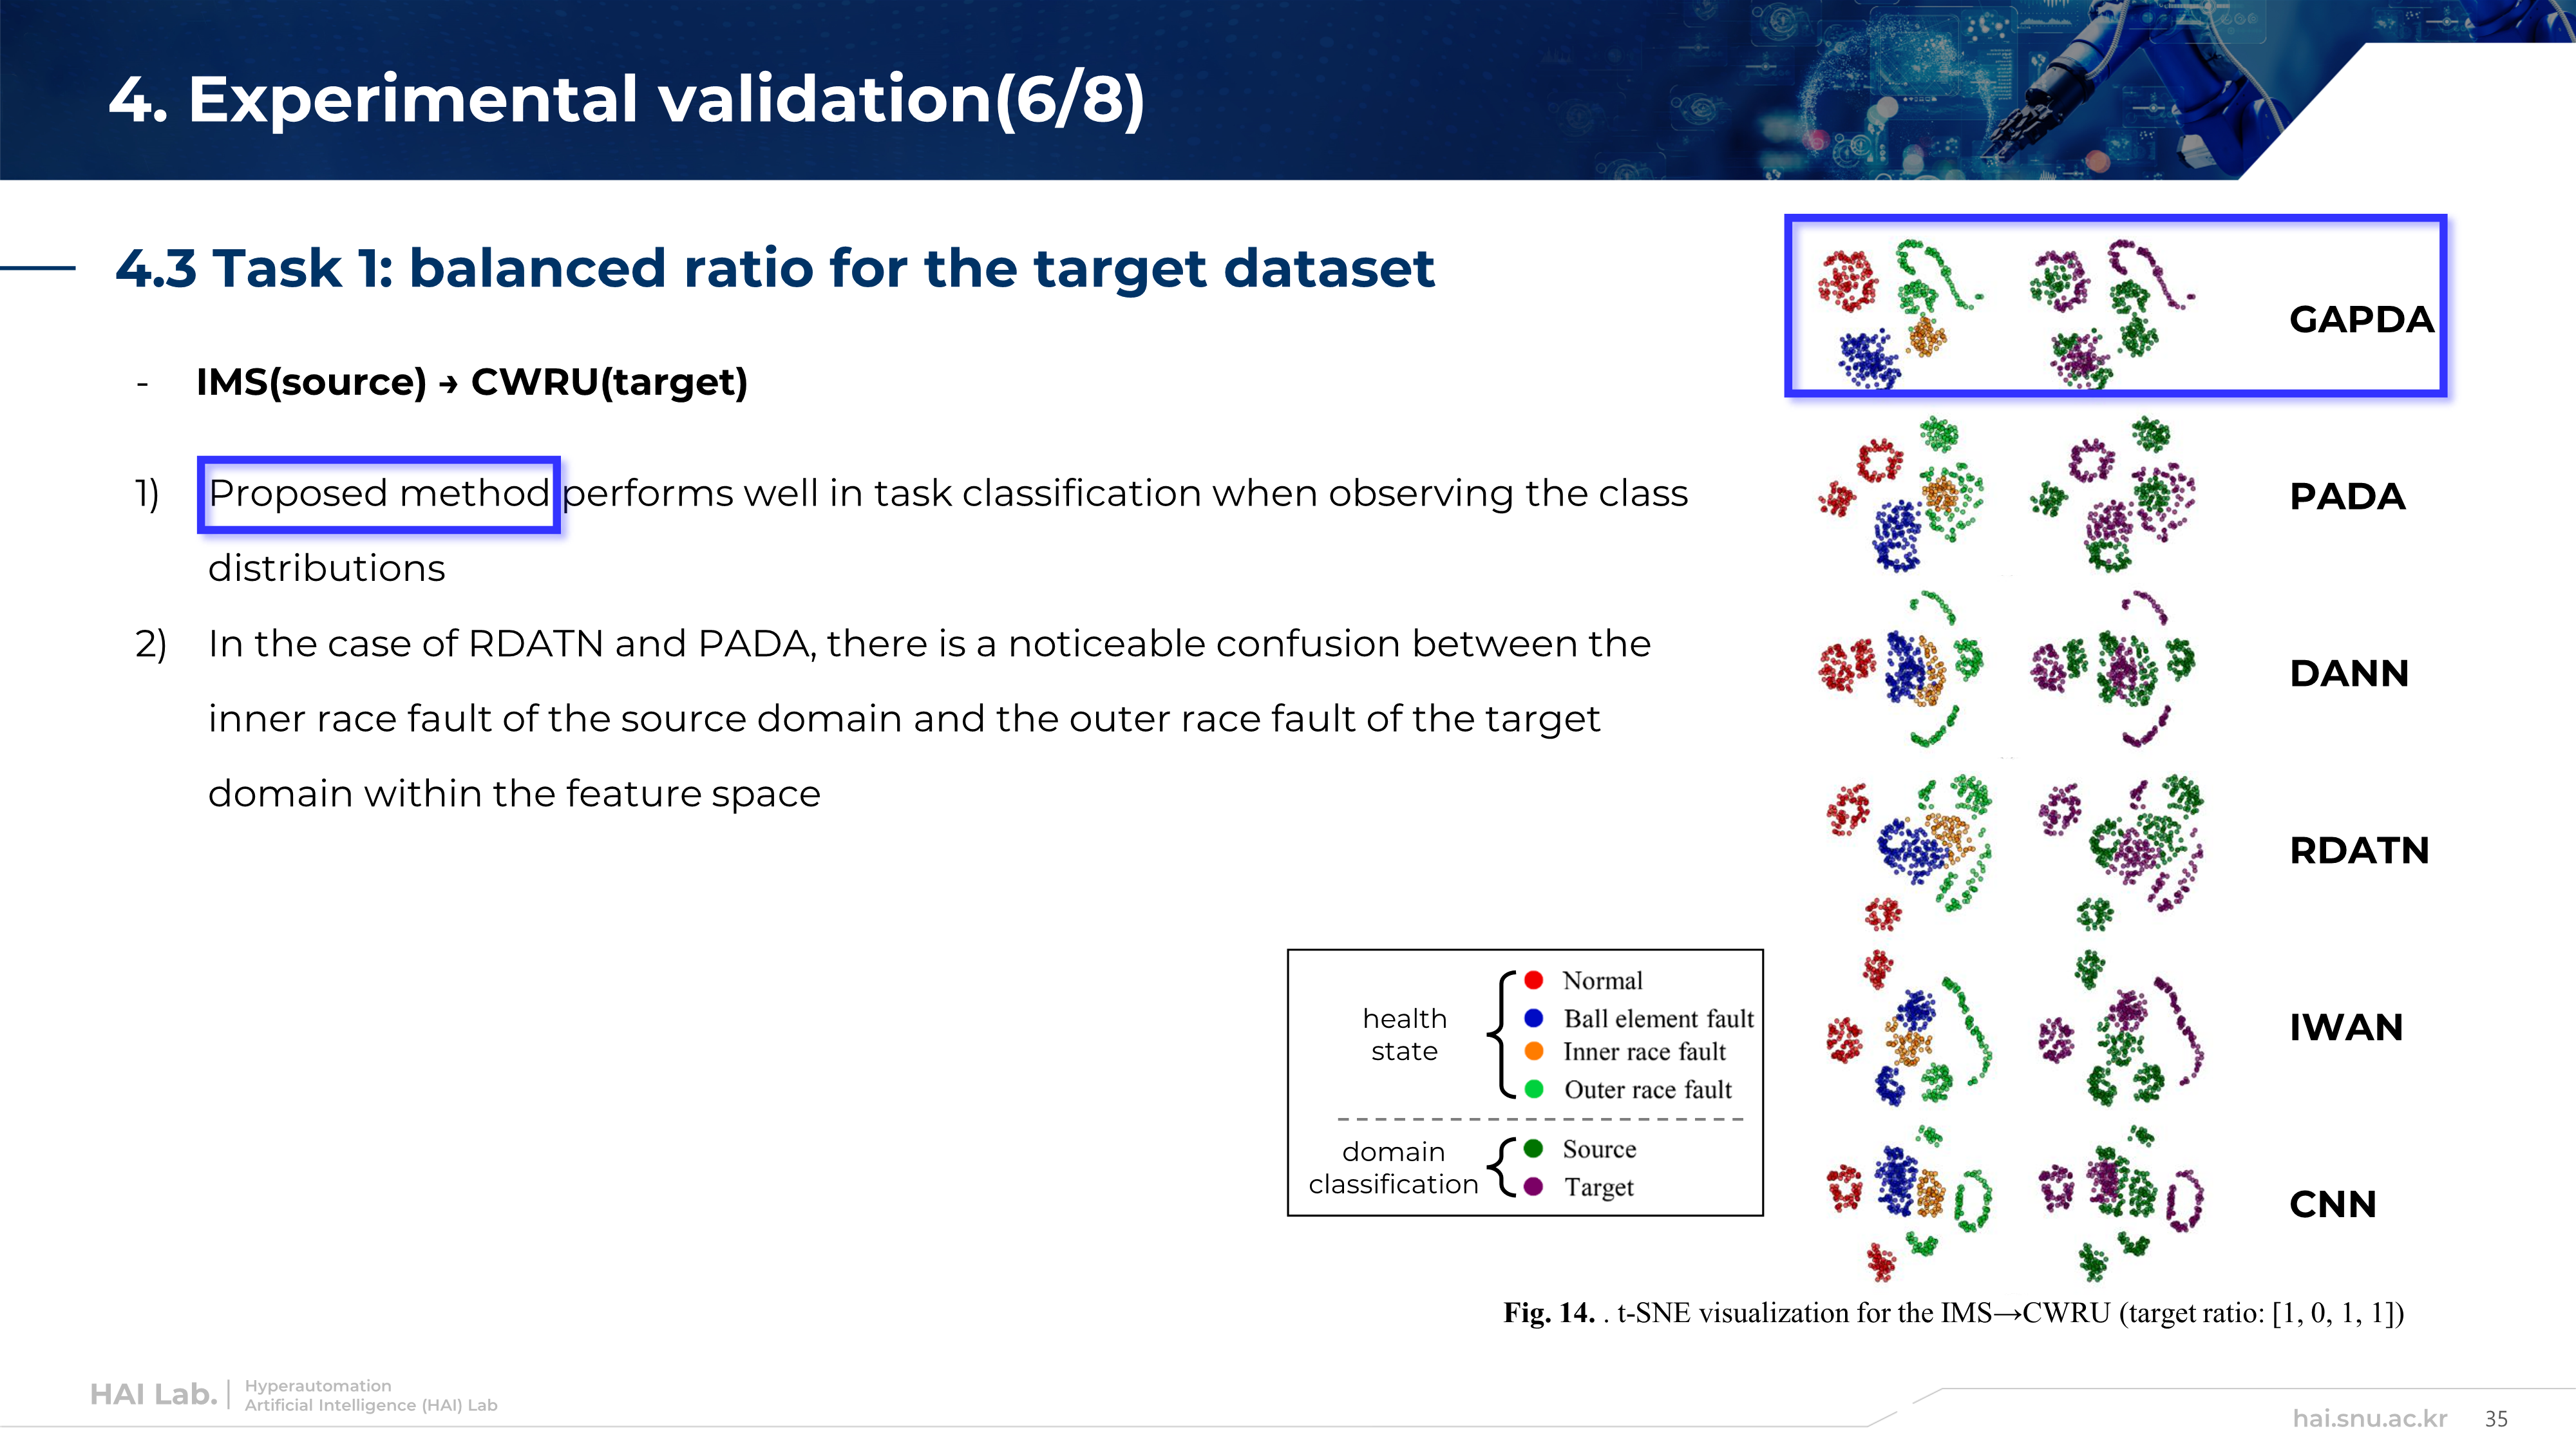 4. Experimental validation(6/8)
4.3 Task 1: balanced ratio for the target dataset
- IMS(source) → CWRU(target)
1) Proposed method performs well in task classification when observing the class
distributions
2) In the case of RDATN and PADA, there is a noticeable confusion between the
inner race fault of the source domain and the outer race fault of the target
domain within the feature space
GAPDA
PADA
DANN
RDATN
IWAN
CNN
health
state
Normal
Ball element fault
Inner race fault
Outer race fault
domain
classification
Source
Target
Fig. 14. . t-SNE visualization for the IMS→CWRU (target ratio: [1, 0, 1, 1])
HAI Lab.
Hyperautomation
Artificial Intelligence (HAI) Lab
hai.snu.ac.kr 35